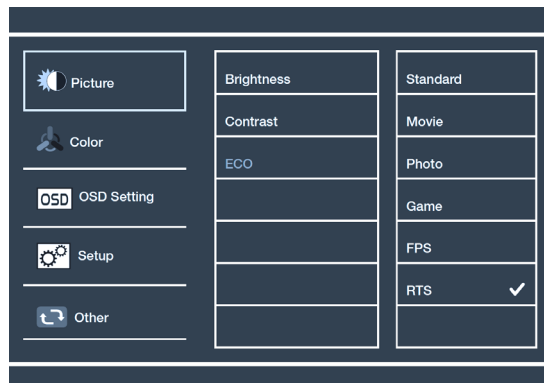 Picture
Color
OSD OSD Setting
Setup
Other
Brightness
Contrast
ECO
Standard
Movie
Photo
Game
FPS
RTS